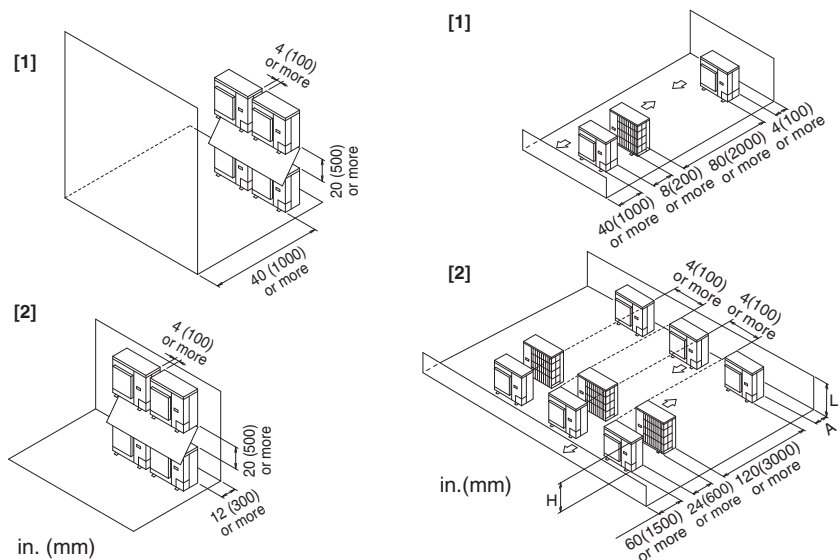 [1]
4 (100)
or more
20 (500)
or more
40 (1000)
or more
[2]
4 (100)
or more
20 (500)
or more
12 (300)
or more
in. (mm)
[1]
4(100)
or more
80(2000)
or more
8(200)
or more
40(1000)
or more
[2]
4(100)
or more
4(100)
or more
L
A
H
in.(mm)
120(3000)
or more
24(600)
or more
60(1500)
or more